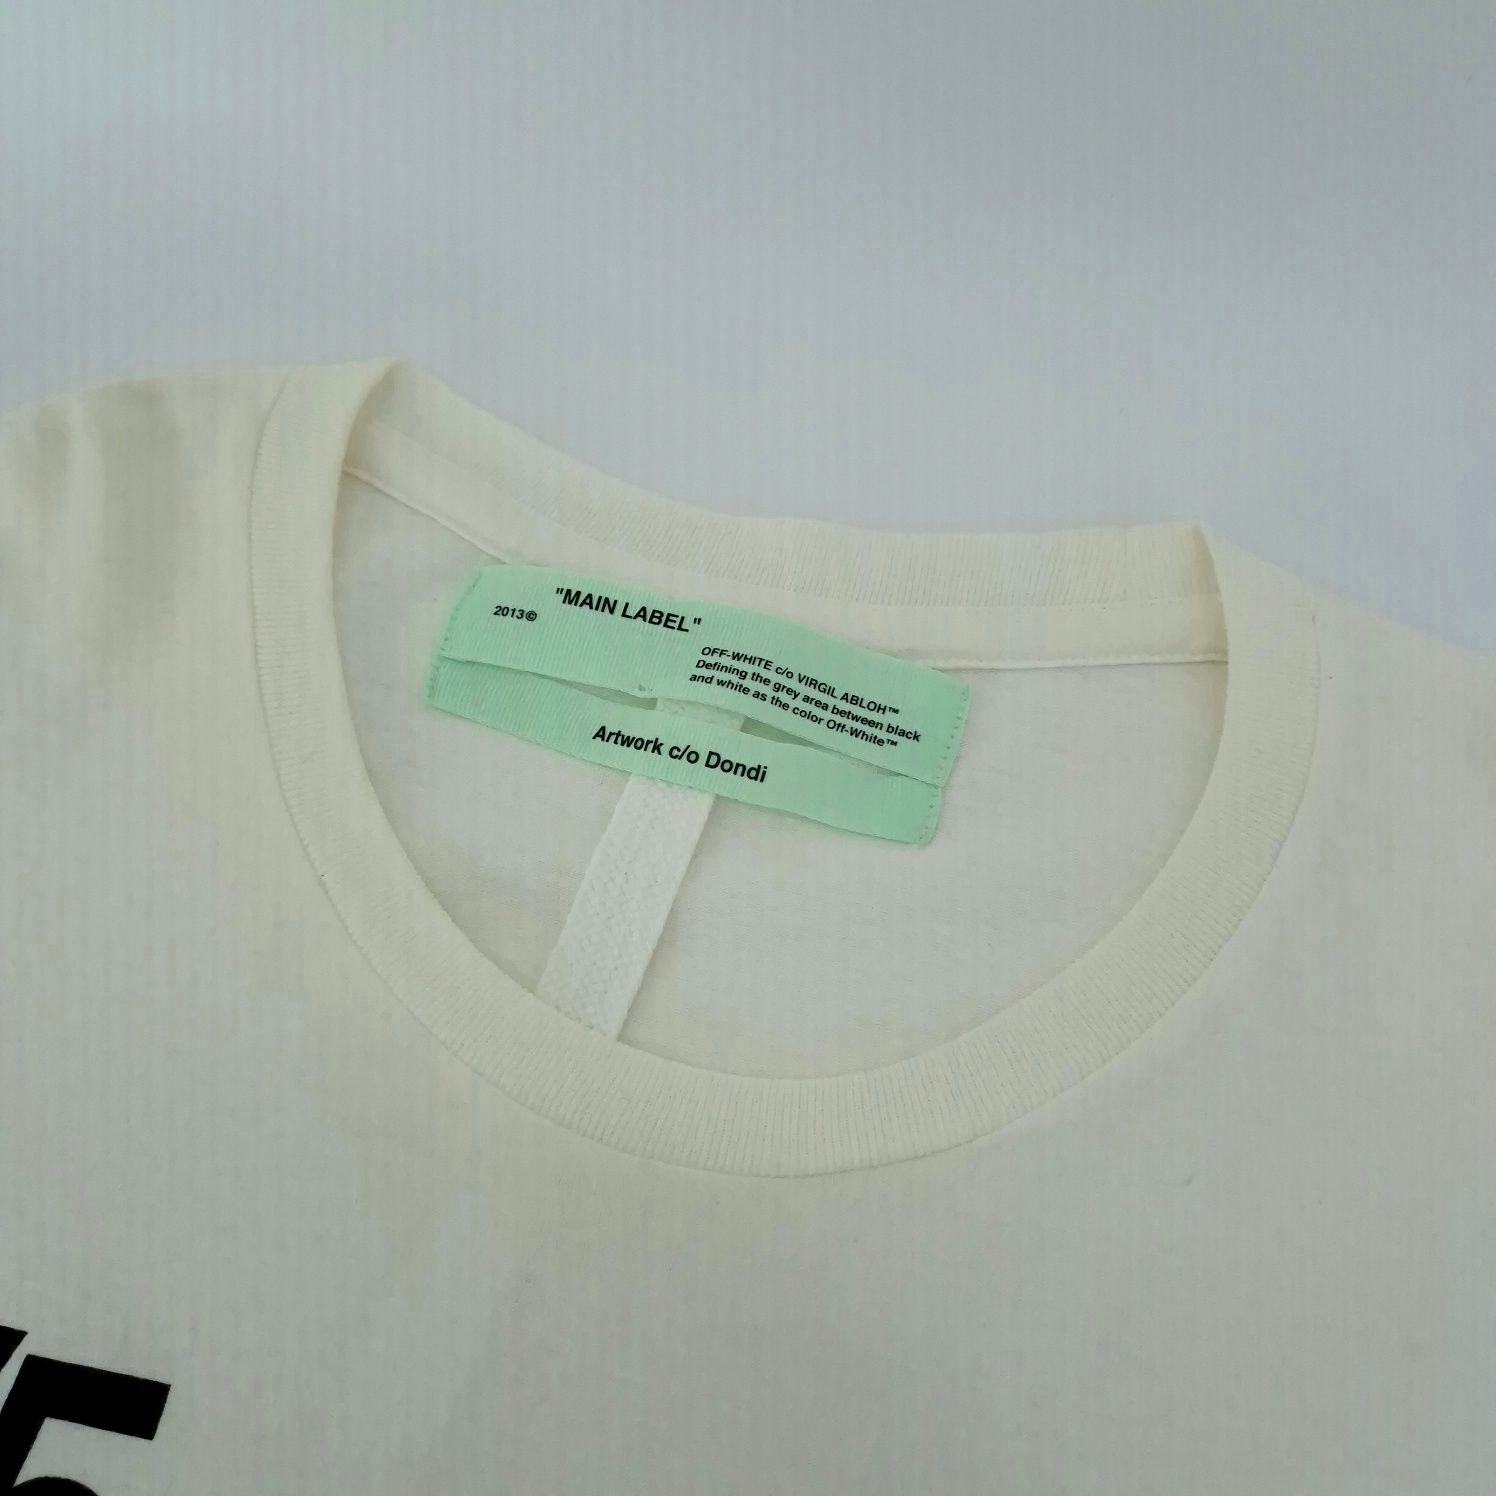 "MAIN LABEL"
2013©
OFF-WHITE c/o VIRGIL ABLOH™
Defining the grey area between black
and white as the color Off-White™
Artwork c/o Dondi
5